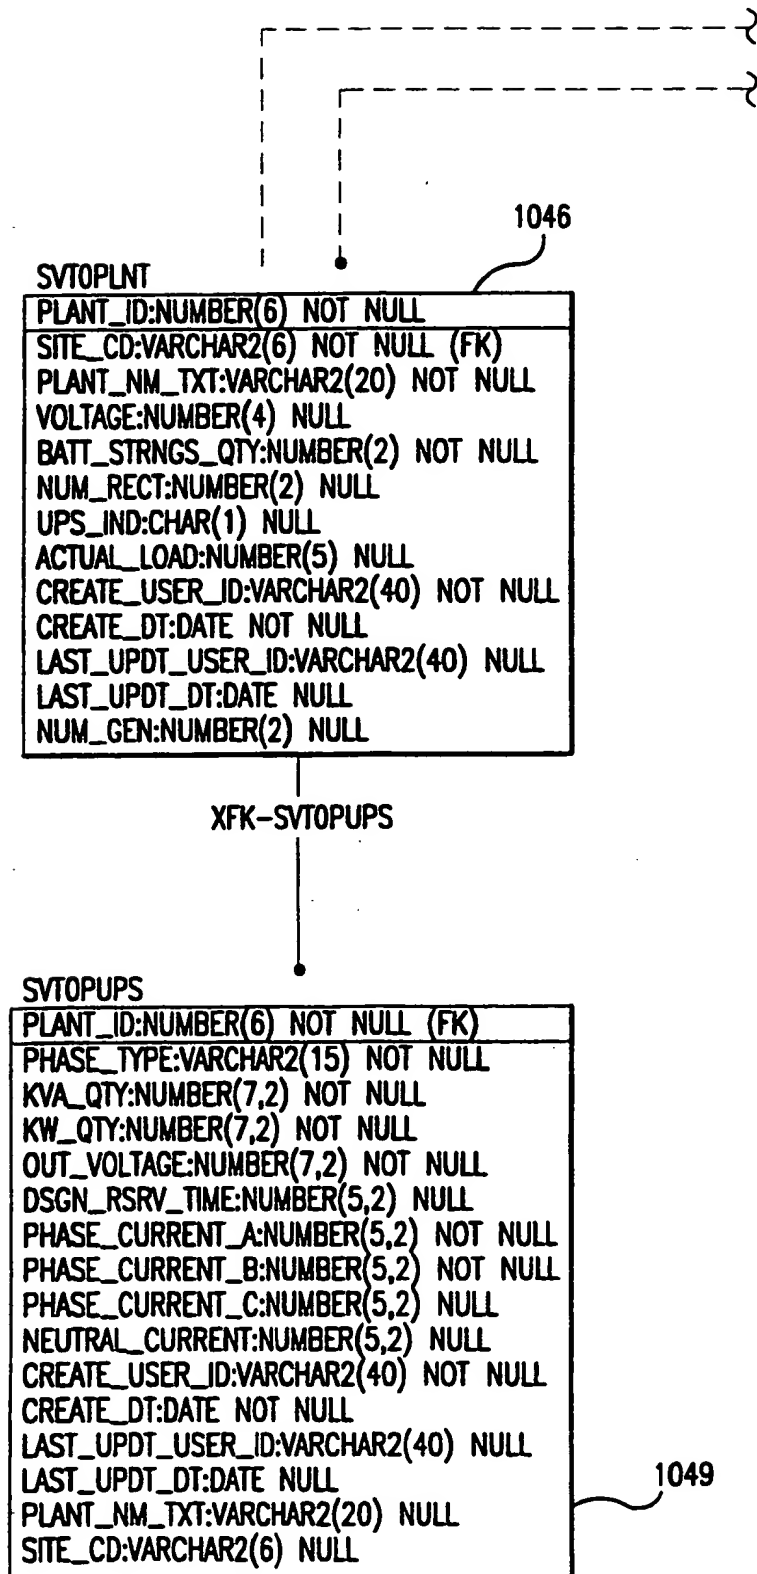 1046
SVTOPLNT
PLANT_ID:NUMBER(6) NOT NULL
SITE_CD:VARCHAR2(6) NOT NULL (FK)
PLANT_NM_TXT:VARCHAR2(20) NOT NULL
VOLTAGE:NUMBER(4) NULL
BATT_STRNGS_QTY:NUMBER(2) NOT NULL
NUM_RECT:NUMBER(2) NULL
UPS_IND:CHAR(1) NULL
ACTUAL_LOAD:NUMBER(5) NULL
CREATE_USER_ID:VARCHAR2(40) NOT NULL
CREATE_DT:DATE NOT NULL
LAST_UPDT_USER_ID:VARCHAR2(40) NULL
LAST_UPDT_DT:DATE NULL
NUM_GEN:NUMBER(2) NULL
XFK-SVTOPUPS
SVTOPUPS
PLANT_ID:NUMBER(6) NOT NULL (FK)
PHASE_TYPE:VARCHAR2(15) NOT NULL
KVA_QTY:NUMBER(7,2) NOT NULL
KW_QTY:NUMBER(7,2) NOT NULL
OUT_VOLTAGE:NUMBER(7,2) NOT NULL
DSGN_RSRV_TIME:NUMBER(5,2) NULL
PHASE_CURRENT_A:NUMBER(5,2) NOT NULL
PHASE_CURRENT_B:NUMBER(5,2) NOT NULL
PHASE_CURRENT_C:NUMBER(5,2) NULL
NEUTRAL_CURRENT:NUMBER(5,2) NULL
CREATE_USER_ID:VARCHAR2(40) NOT NULL
CREATE_DT:DATE NOT NULL
LAST_UPDT_USER_ID:VARCHAR2(40) NULL
LAST_UPDT_DT:DATE NULL
PLANT_NM_TXT:VARCHAR2(20) NULL
SITE_CD:VARCHAR2(6) NULL
1049